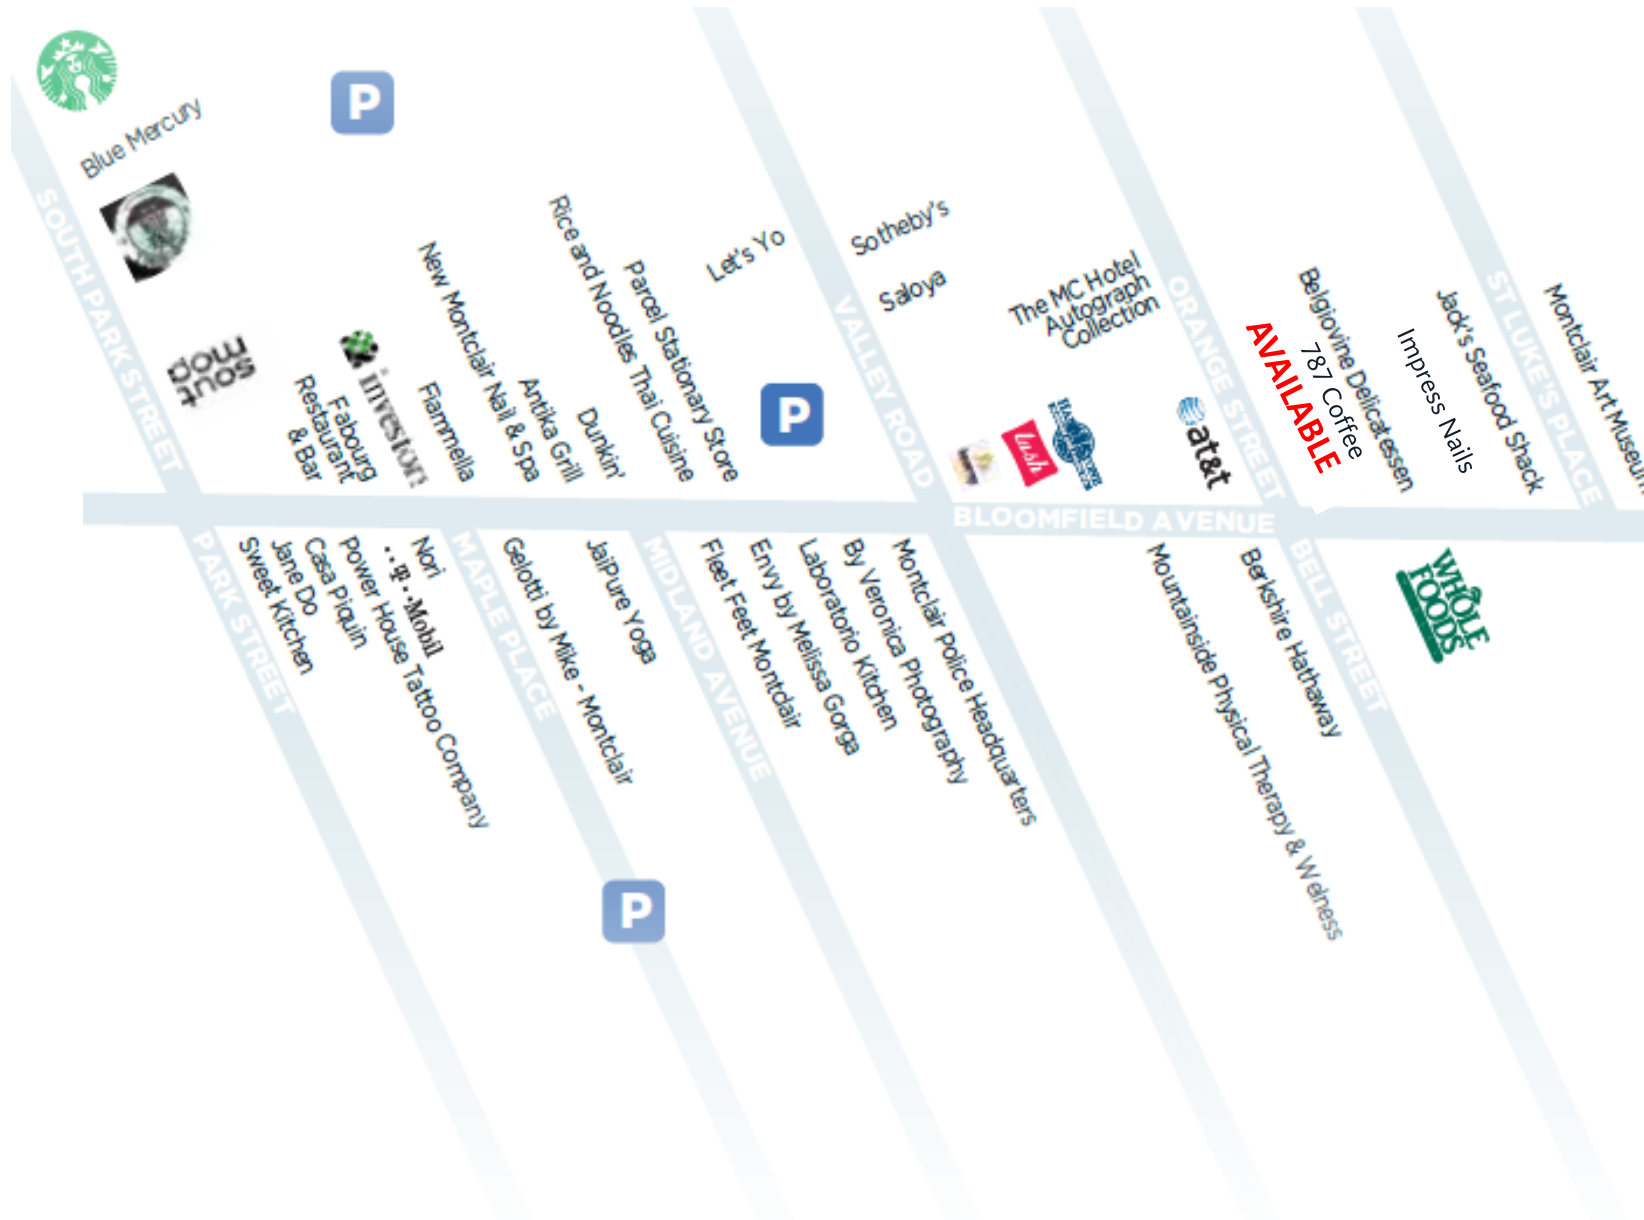 Blue Mercury
P
SOUTH PARK STREET
Rice and Noodles Thai Cuisine
Parcel Stationary Store
Let's Yo
Sotheby's
Saloya
VALLEY ROAD
The MC Hotel
Autograph
Collection
ORANGE STREET
Belgiovine Delicatessen
787 Coffee
AVAILABLE
Impress Nails
Jack's Seafood Shack
ST LUKE'S PLACE
Montclair Art Museum
New Montclair Nail & Spa
Antika Grill
Dunkin'
P
lush
at&t
sout
mod
Fabourg
Restaurant
& Bar
investors
Fiammella
BLOOMFIELD AVENUE
PARK STREET
Sweet Kitchen
Jane Do
Casa Piquin
Power House Tattoo Company
T Mobil
Nori
MAPLE PLACE
Gelotti by Mike - Montclair
JaiPure Yoga
MIDLAND AVENUE
Fleet Feet Montclair
Envy by Melissa Gorga
Laboratorio Kitchen
By Veronica Photography
Montclair Police Headquarters
Mountainside Physical Therapy & Welness
Berkshire Hathaway
BELL STREET
WHOLE
FOODS
P